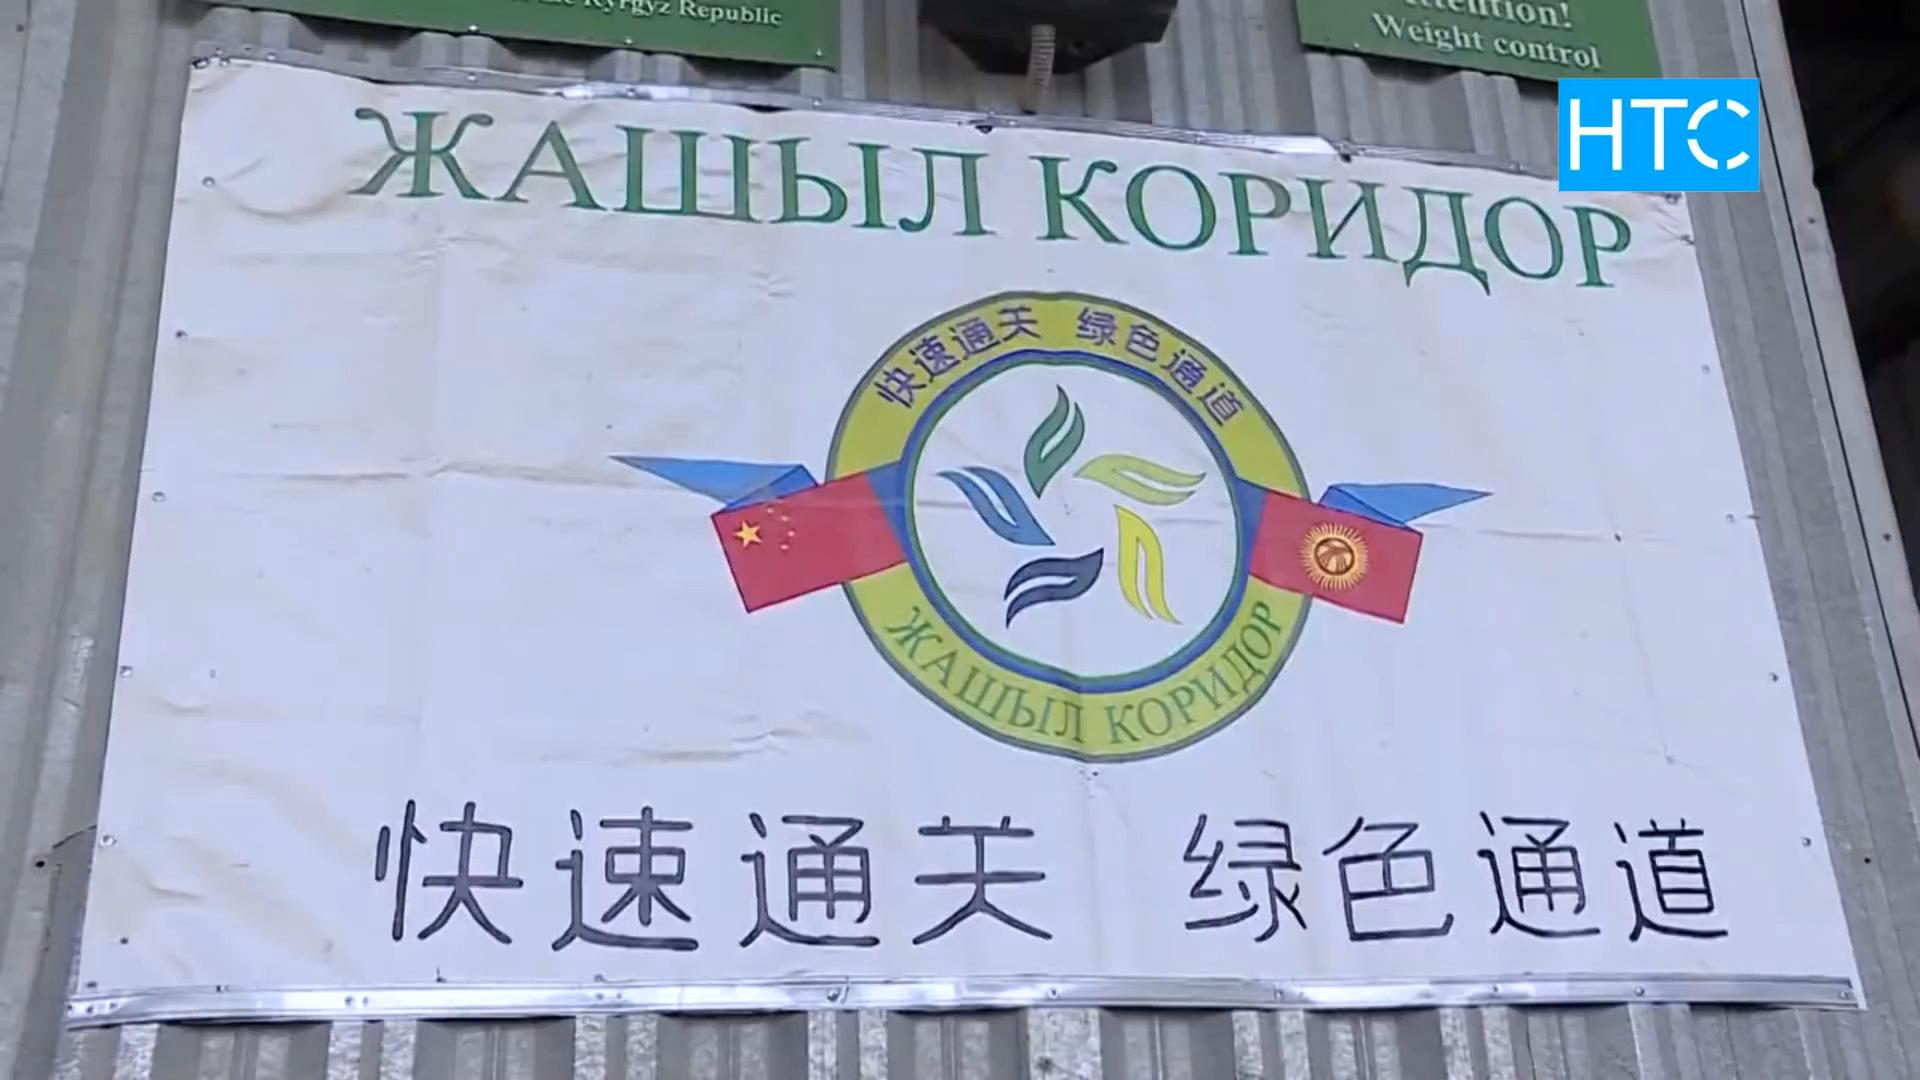 Kyrgyz Republic
Attention!
Weight control
НТС
ЖАШЫЛ КОРИДОР
快速通关 绿色通道
ЖАШЫЛ КОРИДОР
快速通关 绿色通道